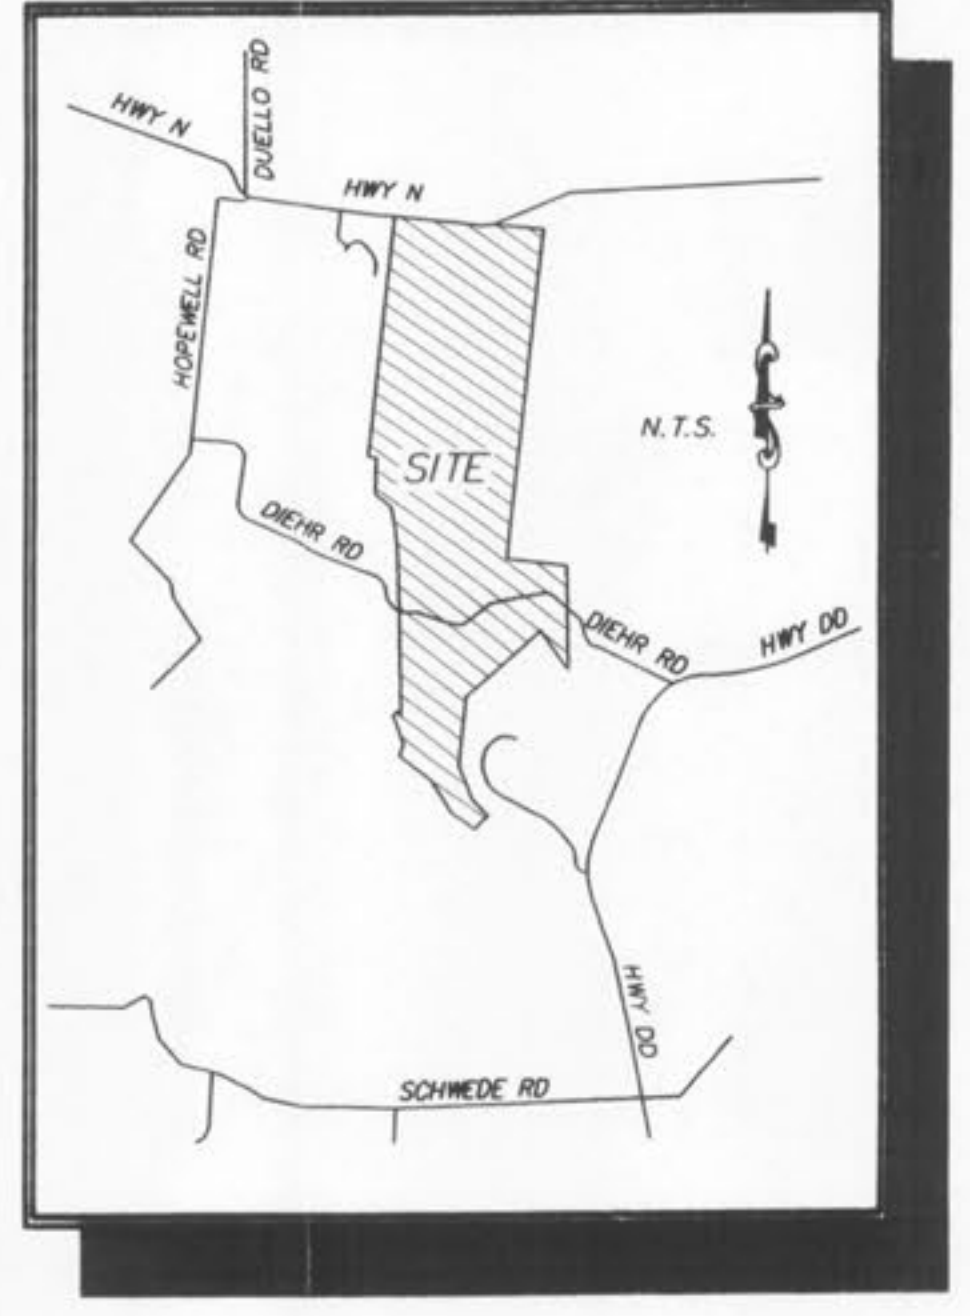 HWY N
DUELLO RD
HWY N
HOPEWELL RD
N.T.S.
SITE
DIEHR RD
DIEHR RD
HWY DD
HWY DD
SCHWEDE RD